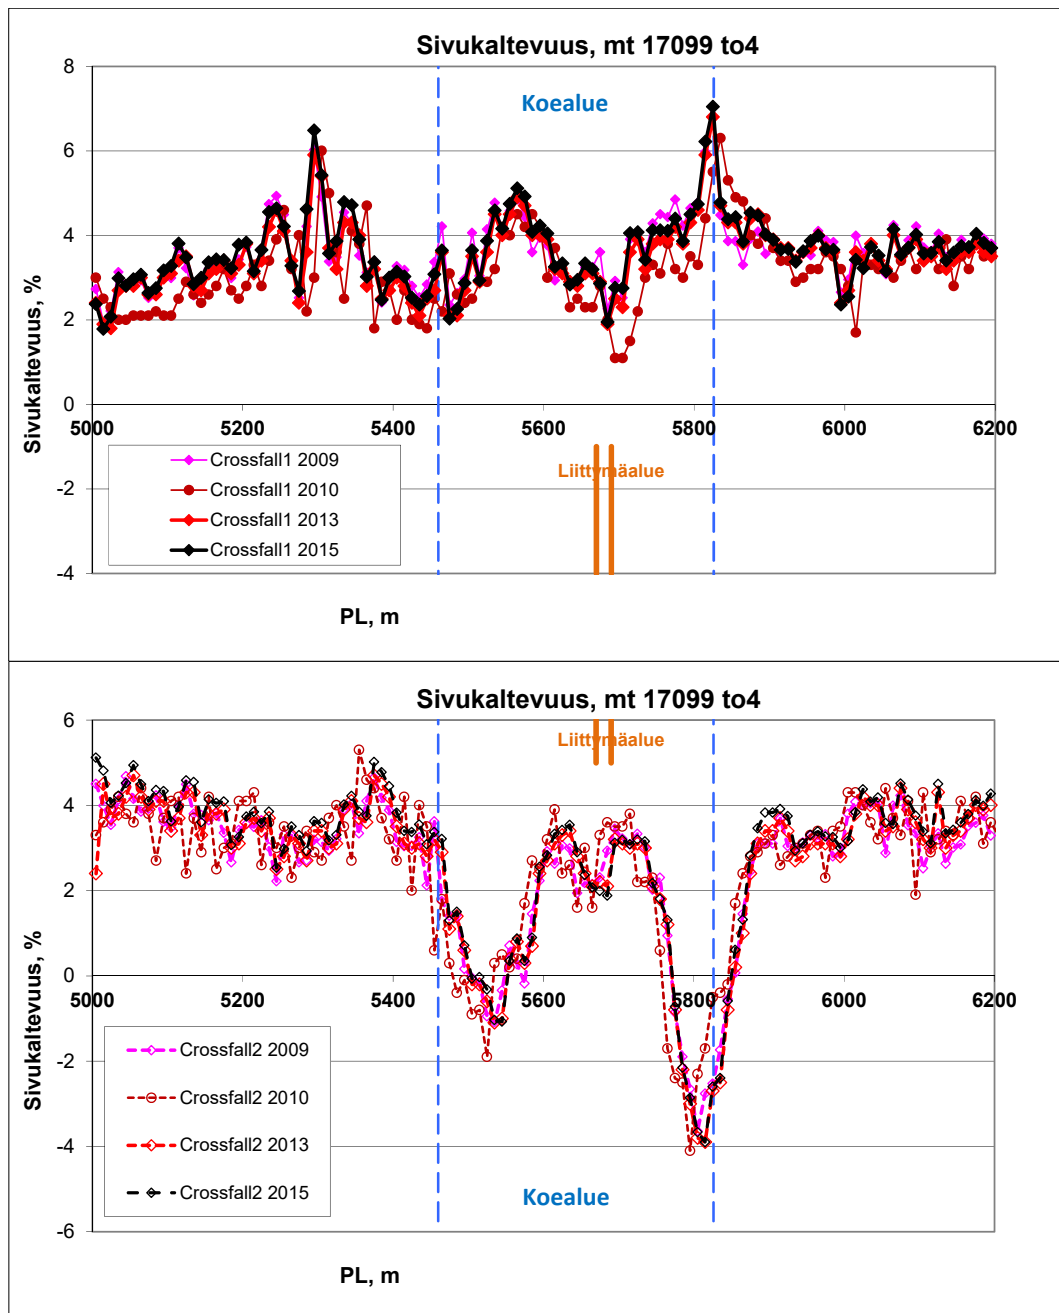 Sivukaltevuus, mt 17099 to4
8
Koealue
6
4
2
0
5000 5200 5400 5600 5800 6000 6200
Sivukaltevuus, %
Crossfall1 2009
Liittymäalue
-2
Crossfall1 2010
Crossfall1 2013
Crossfall1 2015
-4
PL, m
Sivukaltevuus, mt 17099 to4
6
Liittymäalue
4
2
0
5000 5200 5400 5600 5800 6000 6200
Sivukaltevuus, %
Crossfall2 2009
-2
Crossfall2 2010
Crossfall2 2013
-4
Crossfall2 2015
Koealue
-6
PL, m